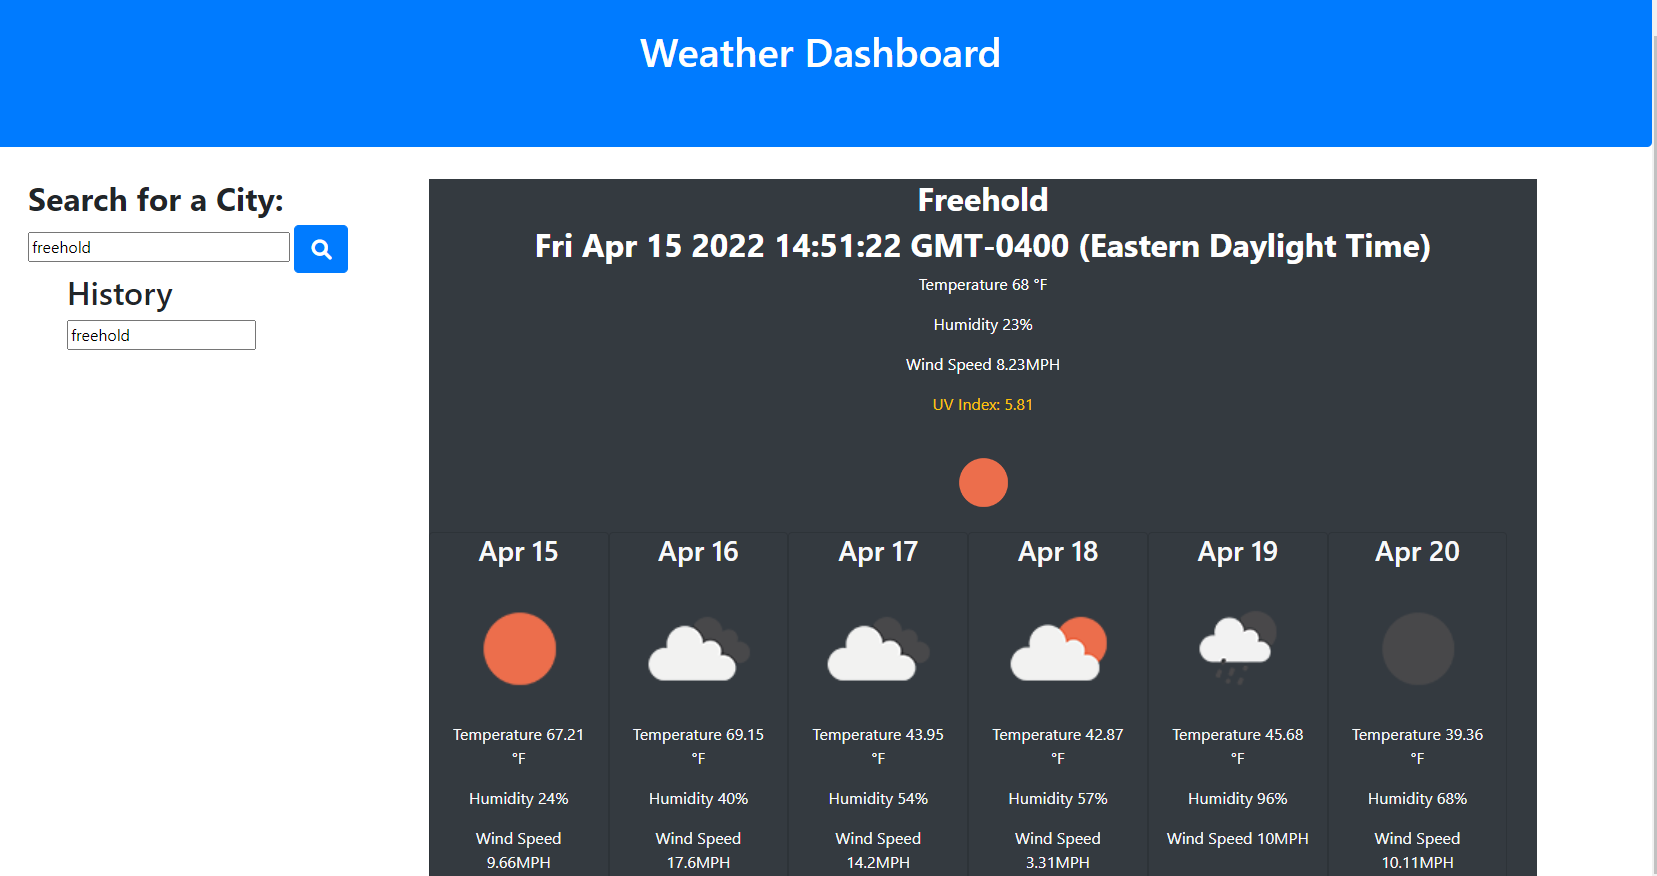 Weather Dashboard
Search for a City:
freehold
History
freehold
Freehold
Fri Apr 15 2022 14:51:22 GMT-0400 (Eastern Daylight Time)
Temperature 68 °F
Humidity 23%
Wind Speed 8.23MPH
UV Index: 5.81
Apr 15
Temperature 67.21
°F
Humidity 24%
Wind Speed
9.66MPH
Apr 16
Temperature 69.15
°F
Humidity 40%
Wind Speed
17.6MPH
Apr 17
Temperature 43.95
°F
Humidity 54%
Wind Speed
14.2MPH
Apr 18
Temperature 42.87
°F
Humidity 57%
Wind Speed
3.31MPH
Apr 19
Temperature 45.68
°F
Humidity 96%
Wind Speed 10MPH
Apr 20
Temperature 39.36
°F
Humidity 68%
Wind Speed
10.11MPH